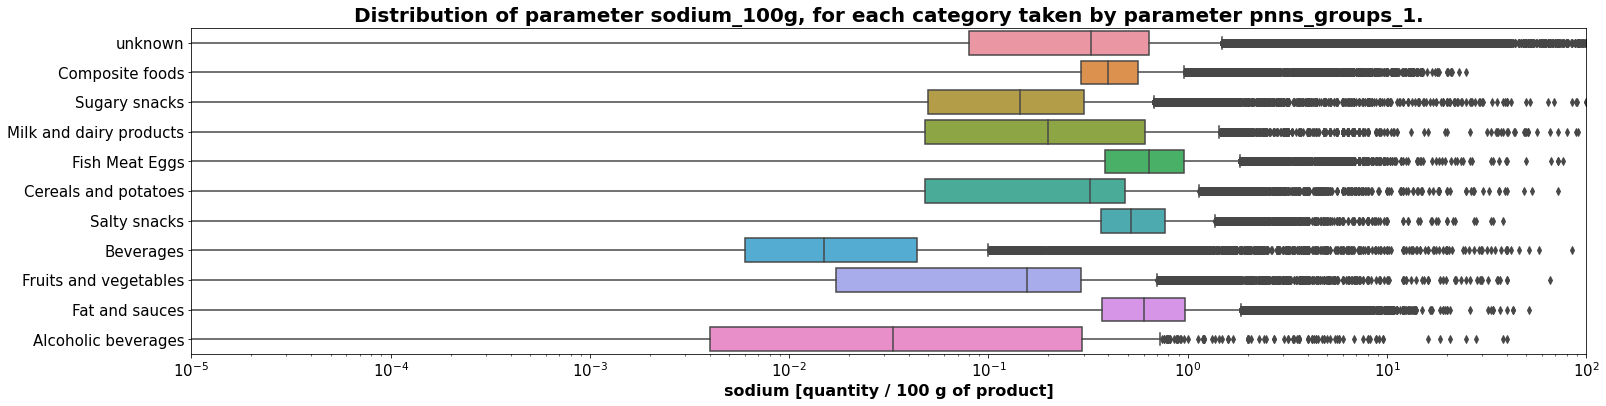 Distribution of parameter sodium_100g, for each category taken by parameter pnns_groups_1.
unknown
Composite foods
Sugary snacks
Milk and dairy products
Fish Meat Eggs
Cereals and potatoes
Salty snacks
Beverages
Fruits and vegetables
Fat and sauces
Alcoholic beverages
10⁻⁵ 10⁻⁴ 10⁻³ 10⁻² 10⁻¹ 10⁰ 10¹ 10²
sodium [quantity / 100 g of product]